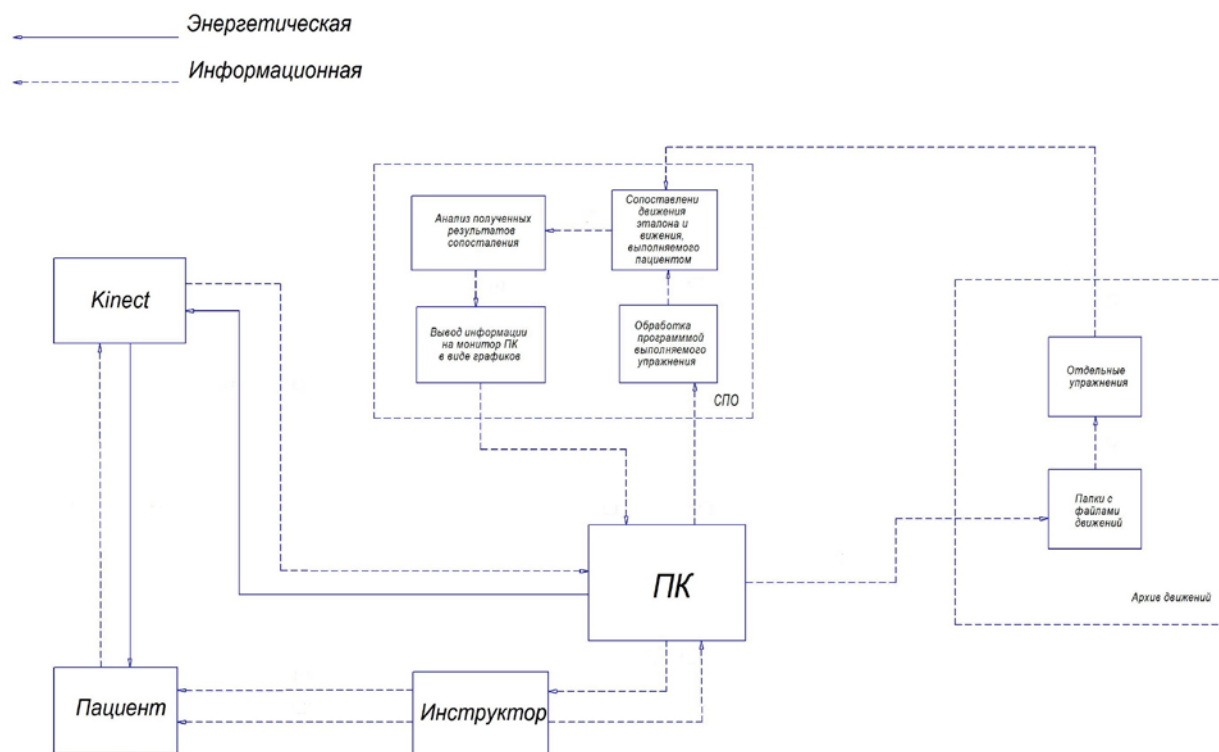 Энергетическая
Информационная
Сопоставлени
движения
эталона и
вижения,
выполняемого
пациентом
Анализ полученных
результатов
сопосталения
Kinect
Вывод информации
на монитор ПК
в виде графиков
Обработка
программой
выполняемого
упражнения
СПО
Отдельные
упражнения
Папки с
файлами
движений
Архив движений
ПК
Пациент
Инструктор